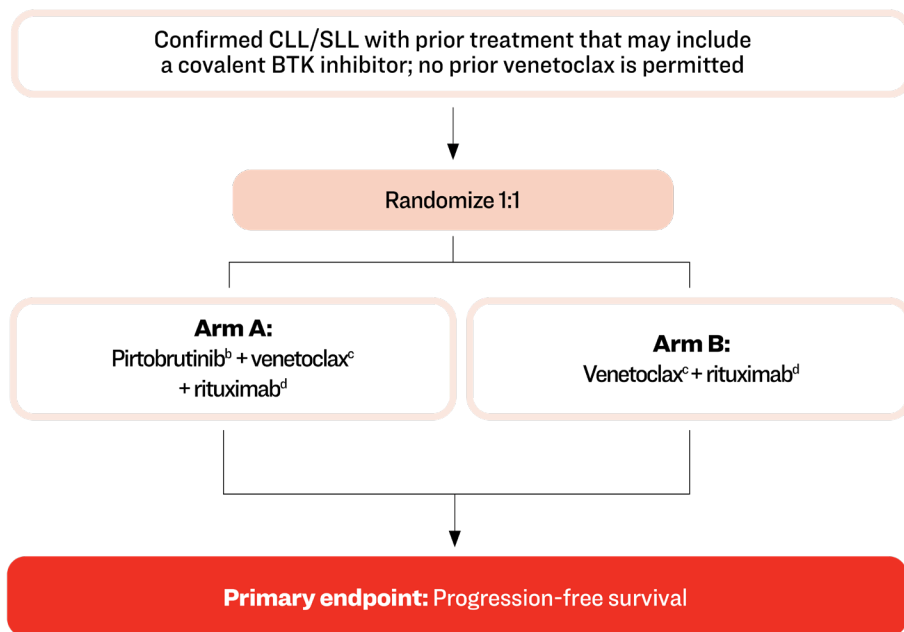 Confirmed CLL/SLL with prior treatment that may include
a covalent BTK inhibitor; no prior venetoclax is permitted
Randomize 1:1
Arm A:
Pirtobrutinibᵇ + venetoclaxᶜ
+ rituximabᵈ
Arm B:
Venetoclaxᶜ + rituximabᵈ
Primary endpoint: Progression-free survival